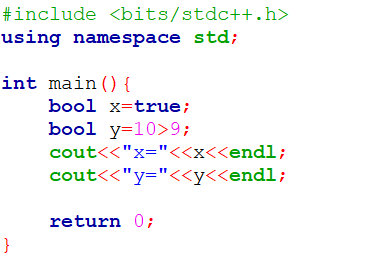 #include <bits/stdc++.h>
using namespace std;

int main(){
    bool x=true;
    bool y=10>9;
    cout<<"x="<<x<<endl;
    cout<<"y="<<y<<endl;

    return 0;
}